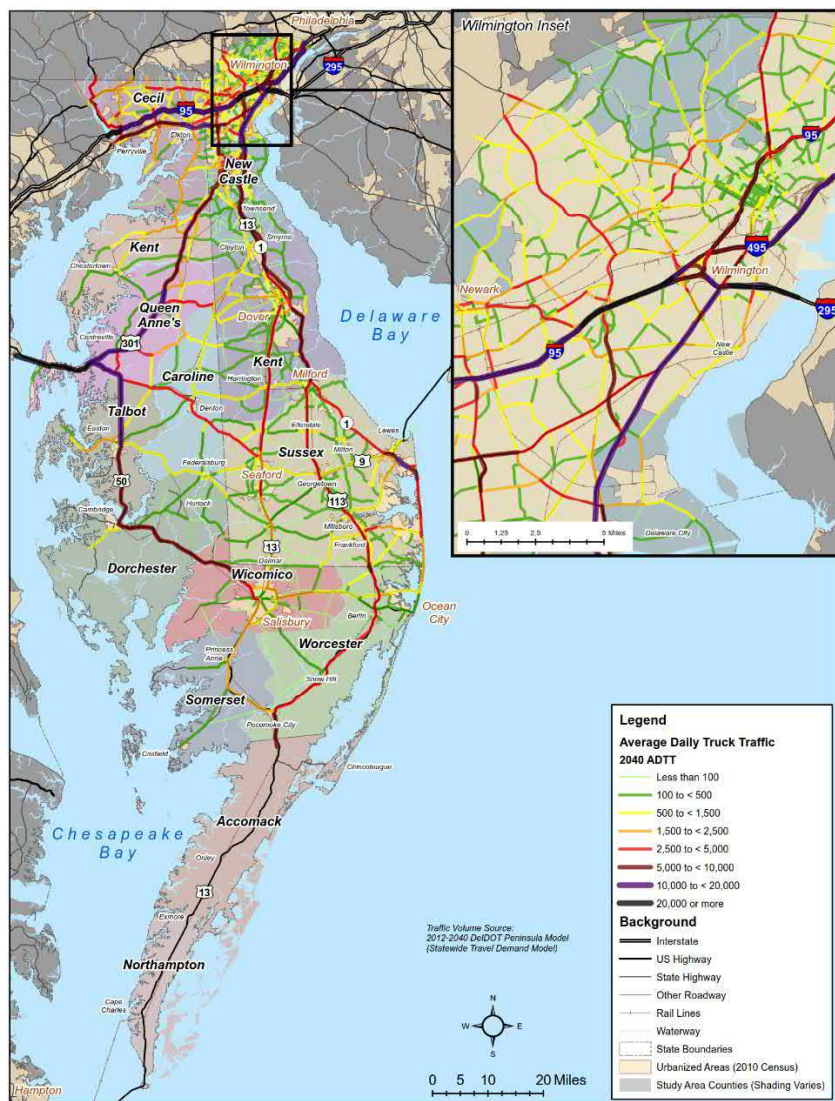 Philadelphia
Wilmington
295
Cecil
95
Elkton
Perryville
New
Castle
Townsend
13
Smyrna
Clayton
1
Kent
Chestertown
Queen
Anne's
Dover
Delaware
Bay
Centreville
301
Kent
Caroline
Harrington
Milford
Talbot
Denton
Easton
Ellendale
1
Lewes
Sussex
Milton
9
Federalsburg
Seaford
Georgetown
50
Hurlock
113
Cambridge
Millsboro
13
Frankford
Delmar
Dorchester
Wicomico
Ocean
City
Berlin
Salisbury
Worcester
Princess
Anne
Snow Hill
Somerset
Pocomoke City
Crisfield
Chincoteague
Accomack
Chesapeake
Bay
Onley
13
Exmore
Northampton
Cape
Charles
Hampton
Wilmington Inset
95
495
Wilmington
Newark
295
95
New
Castle
0 1.25 2.5 5 Miles
Delaware City
Traffic Volume Source:
2012-2040 DelDOT Peninsula Model
(Statewide Travel Demand Model)
N
W E
S
0 5 10 20 Miles
Legend
Average Daily Truck Traffic
2040 ADTT
Less than 100
100 to < 500
500 to < 1,500
1,500 to < 2,500
2,500 to < 5,000
5,000 to < 10,000
10,000 to < 20,000
20,000 or more
Background
Interstate
US Highway
State Highway
Other Roadway
Rail Lines
Waterway
State Boundaries
Urbanized Areas (2010 Census)
Study Area Counties (Shading Varies)